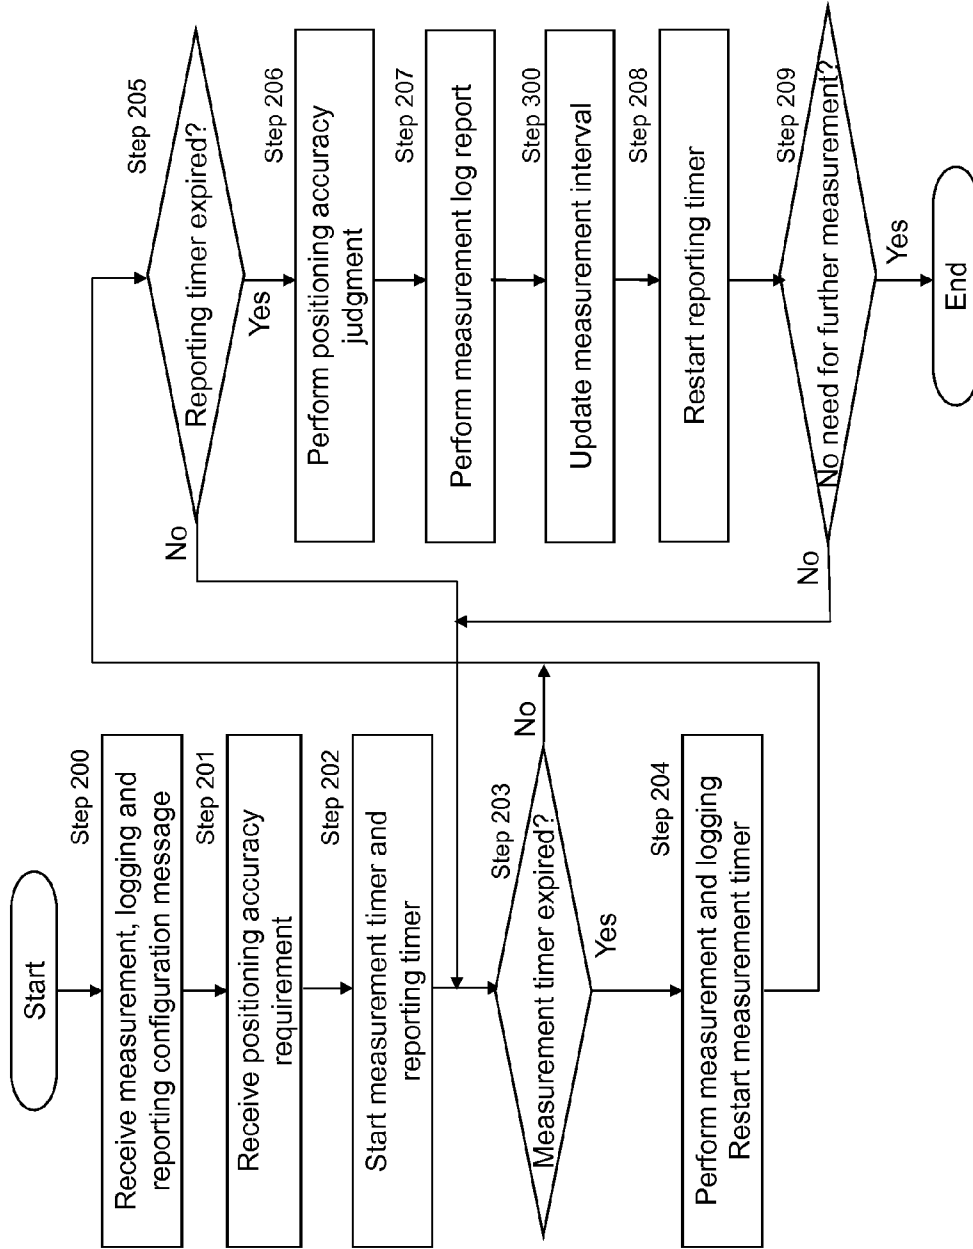 Start
Step 200
Receive measurement, logging and
reporting configuration message
Step 201
Receive positioning accuracy
requirement
Step 202
Start measurement timer and
reporting timer
Step 203
Measurement timer expired?
No
Yes
Step 204
Perform measurement and logging
Restart measurement timer
Step 205
Reporting timer expired?
No
Yes
Step 206
Perform positioning accuracy
judgment
Step 207
Perform measurement log report
Step 300
Update measurement interval
Step 208
Restart reporting timer
Step 209
No need for further measurement?
No
Yes
End